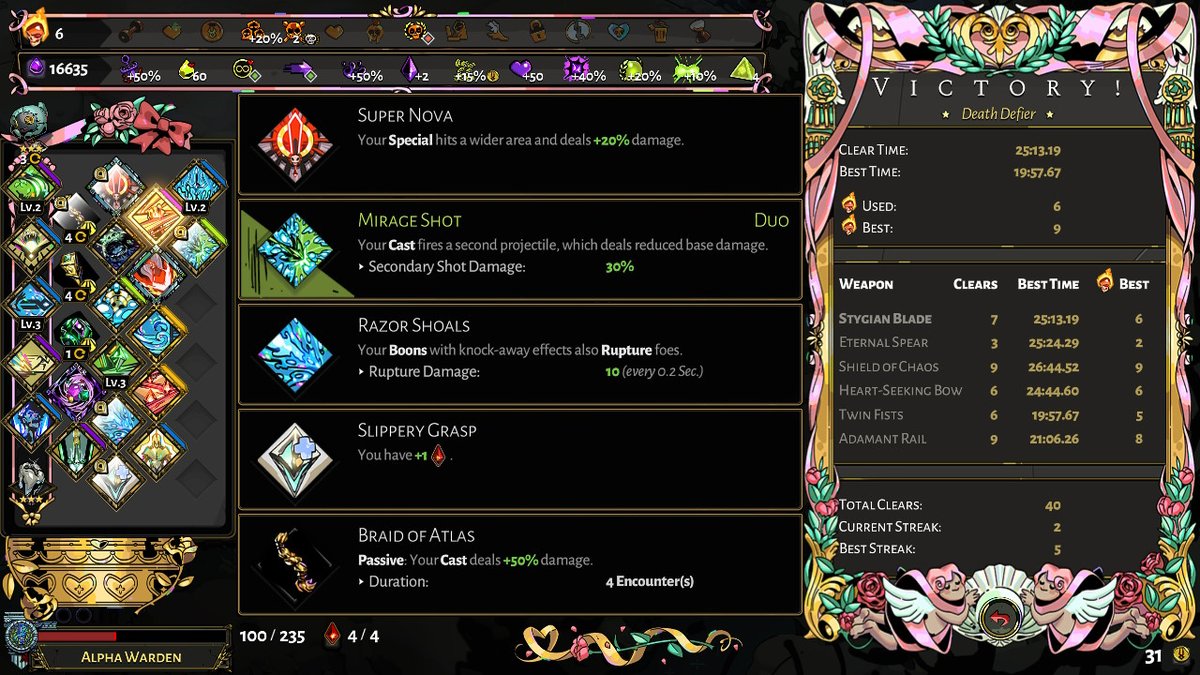 6
+20%
2
16635
+50%
60
+50%
+2
+15%
+50
+40%
+20%
+10%
4
3
Lv.2
Lv.2
4
4
Lv.3
1
Lv.3
Super Nova
Your Special hits a wider area and deals +20% damage.
Mirage Shot Duo
Your Cast fires a second projectile, which deals reduced base damage.
Secondary Shot Damage: 30%
Razor Shoals
Your Boons with knock-away effects also Rupture foes.
Rupture Damage: 10 (every 0.2 Sec.)
Slippery Grasp
You have +1 .
Braid of Atlas
Passive: Your Cast deals +50% damage.
Duration: 4 Encounter(s)
100 / 235 4 / 4
Alpha Warden
Victory!
Death Defier
Clear Time: 25:13.19
Best Time: 19:57.67
Used: 6
Best: 9
Weapon Clears Best Time Best
Stygian Blade 7 25:13.19 6
Eternal Spear 3 25:24.29 2
Shield of Chaos 9 26:44.52 9
Heart-Seeking Bow 6 24:44.60 6
Twin Fists 6 19:57.67 5
Adamant Rail 9 21:06.26 8
Total Clears: 40
Current Streak: 2
Best Streak: 5
31